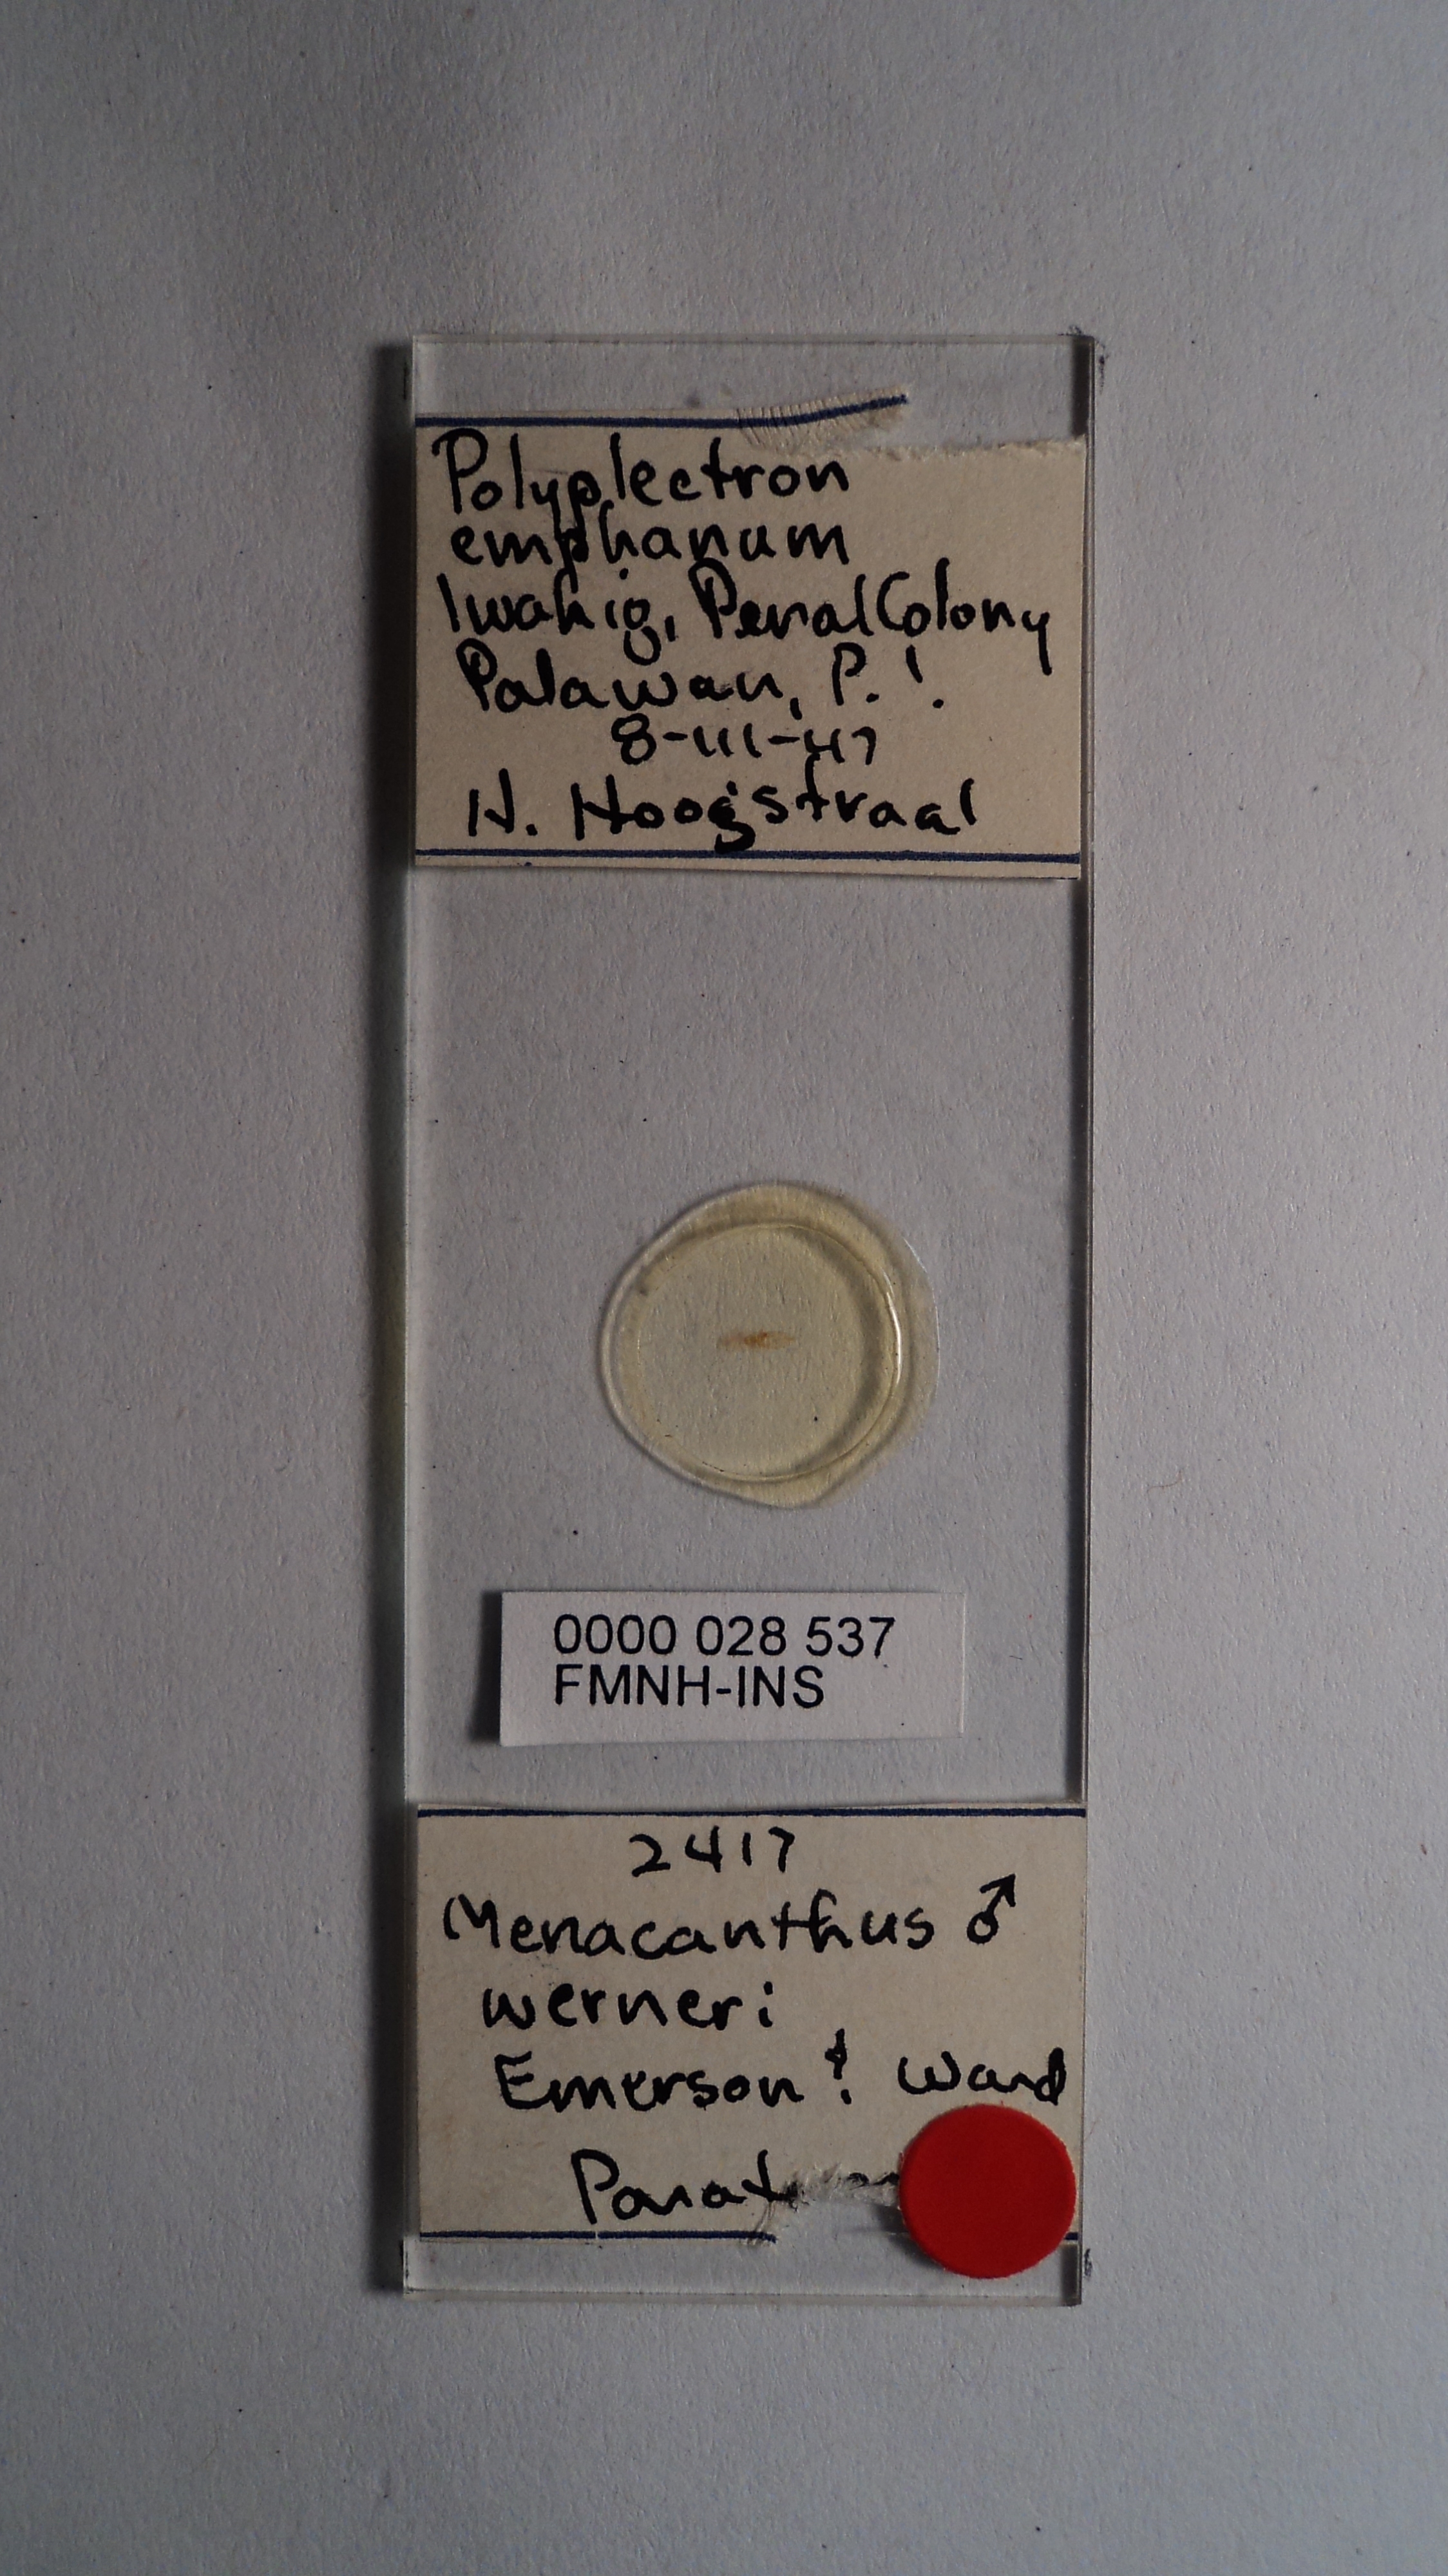 Polyplectron
emphanum
Iwahig, Penal Colony
Palawan, P.I.
8-III-47
H. Hoogstraal
0000 028 537
FMNH-INS
2417
Menacanthus ♂
werneri
Emerson & Ward